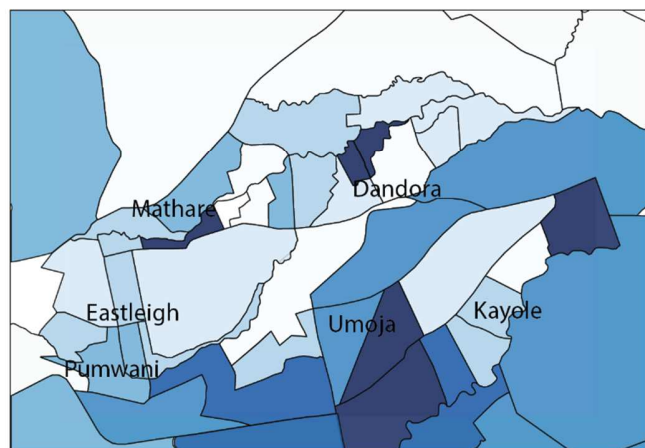 Dandora
Mathare
Eastleigh
Umoja
Kayole
Pumwani